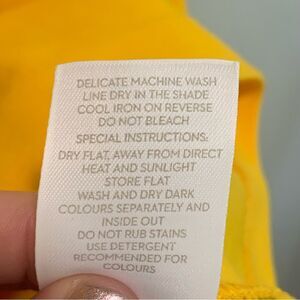 DELICATE MACHINE WASH
LINE DRY IN THE SHADE
COOL IRON ON REVERSE
DO NOT BLEACH
SPECIAL INSTRUCTIONS:
DRY FLAT, AWAY FROM DIRECT
HEAT AND SUNLIGHT
STORE FLAT
WASH AND DRY DARK
COLOURS SEPARATELY AND
INSIDE OUT
DO NOT RUB STAINS
USE DETERGENT
RECOMMENDED FOR
COLOURS